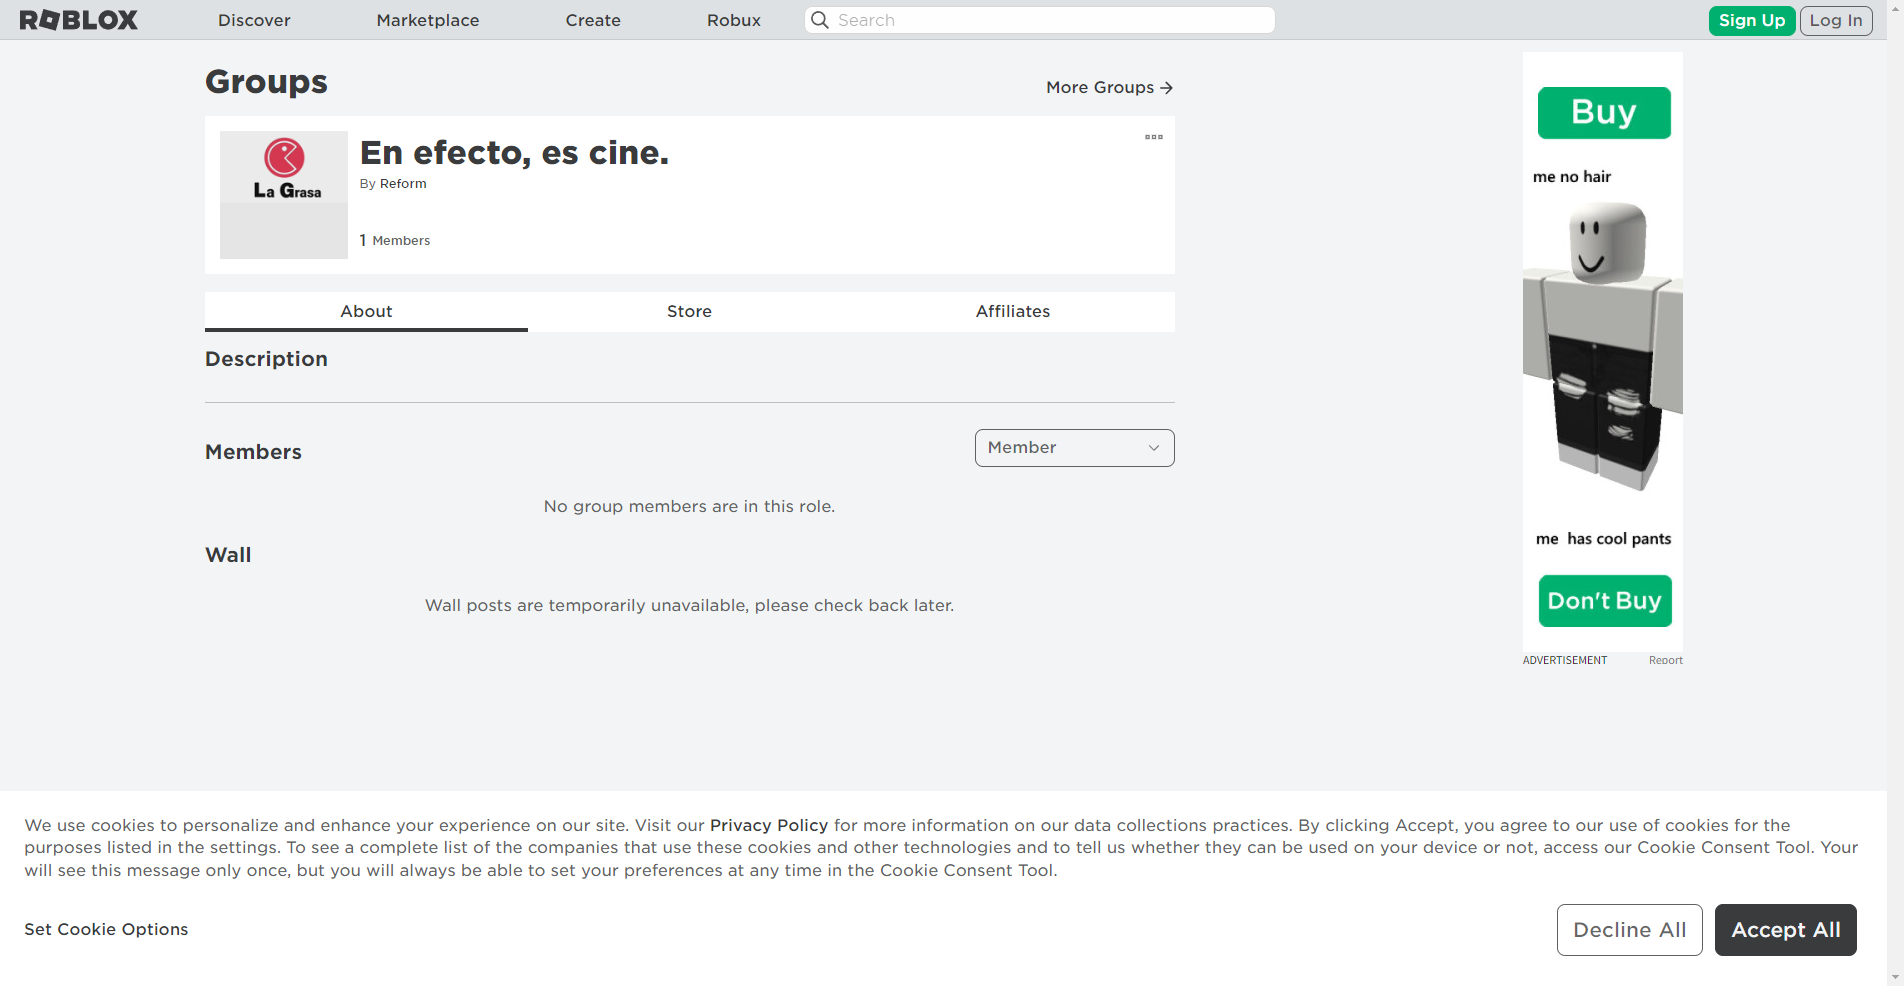 ROBLOX Discover Marketplace Create Robux Search Sign Up Log In
Groups
More Groups
La Grasa
En efecto, es cine.
By Reform
1 Members
About Store Affiliates
Description
Members
Member
No group members are in this role.
Wall
Wall posts are temporarily unavailable, please check back later.
Buy
me no hair
me has cool pants
Don't Buy
ADVERTISEMENT Report
We use cookies to personalize and enhance your experience on our site. Visit our Privacy Policy for more information on our data collections practices. By clicking Accept, you agree to our use of cookies for the
purposes listed in the settings. To see a complete list of the companies that use these cookies and other technologies and to tell us whether they can be used on your device or not, access our Cookie Consent Tool. Your
will see this message only once, but you will always be able to set your preferences at any time in the Cookie Consent Tool.
Set Cookie Options
Decline All
Accept All